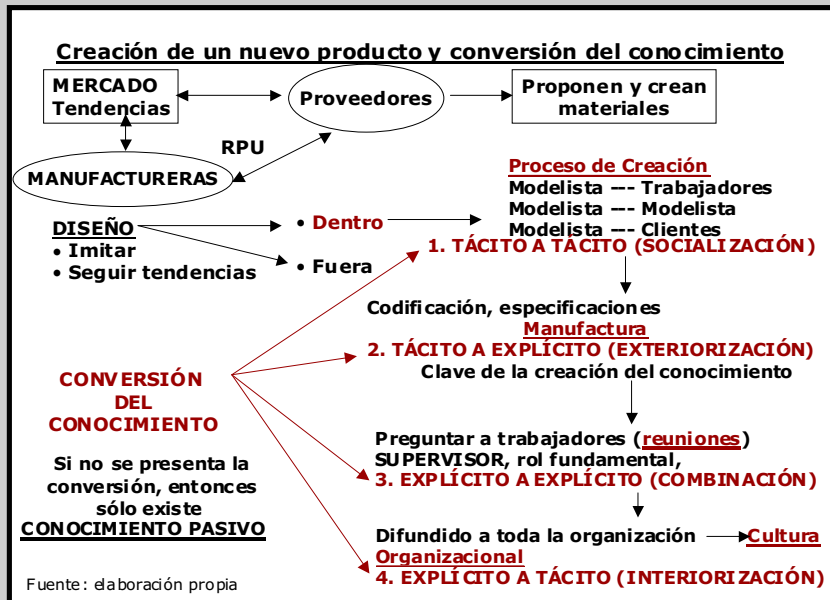 Creación de un nuevo producto y conversión del conocimiento
MERCADO
Tendencias
Proveedores
Proponen y crean
materiales
RPU
MANUFACTURERAS
DISEÑO
• Imitar
• Seguir tendencias
• Dentro
• Fuera
Proceso de Creación
Modelista --- Trabajadores
Modelista --- Modelista
Modelista --- Clientes
1. TÁCITO A TÁCITO (SOCIALIZACIÓN)
Codificación, especificaciones
Manufactura
2. TÁCITO A EXPLÍCITO (EXTERIORIZACIÓN)
Clave de la creación del conocimiento
CONVERSIÓN
DEL
CONOCIMIENTO
Si no se presenta la
conversión, entonces
sólo existe
CONOCIMIENTO PASIVO
Preguntar a trabajadores (reuniones)
SUPERVISOR, rol fundamental,
3. EXPLÍCITO A EXPLÍCITO (COMBINACIÓN)
Difundido a toda la organización Cultura
Organizacional
4. EXPLÍCITO A TÁCITO (INTERIORIZACIÓN)
Fuente: elaboración propia